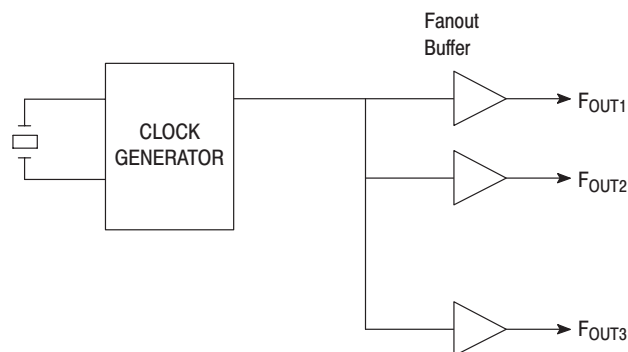 Fanout
Buffer
CLOCK
GENERATOR
FOUT1
FOUT2
FOUT3